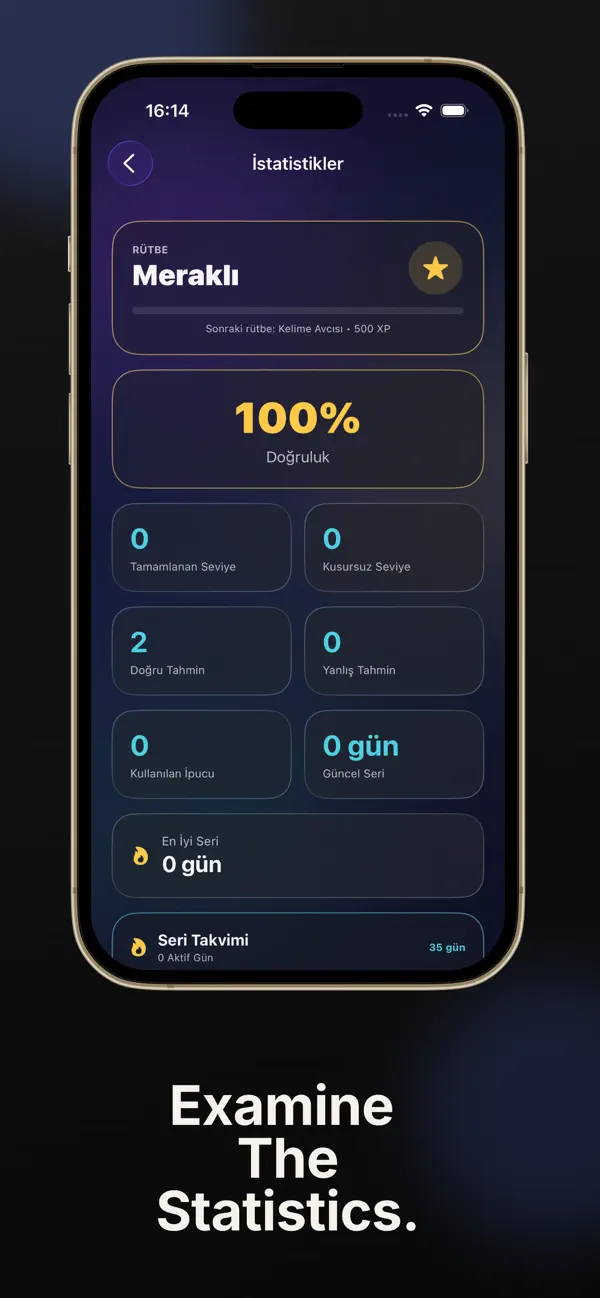 16:14
İstatistikler
RÜTBE
Meraklı
Sonraki rütbe: Kelime Avcısı • 500 XP
100%
Doğruluk
0
Tamamlanan Seviye
0
Kusursuz Seviye
2
Doğru Tahmin
0
Yanlış Tahmin
0
Kullanılan İpucu
0 gün
Güncel Seri
En İyi Seri
0 gün
Seri Takvimi
35 gün
0 Aktif Gün
Examine
The
Statistics.